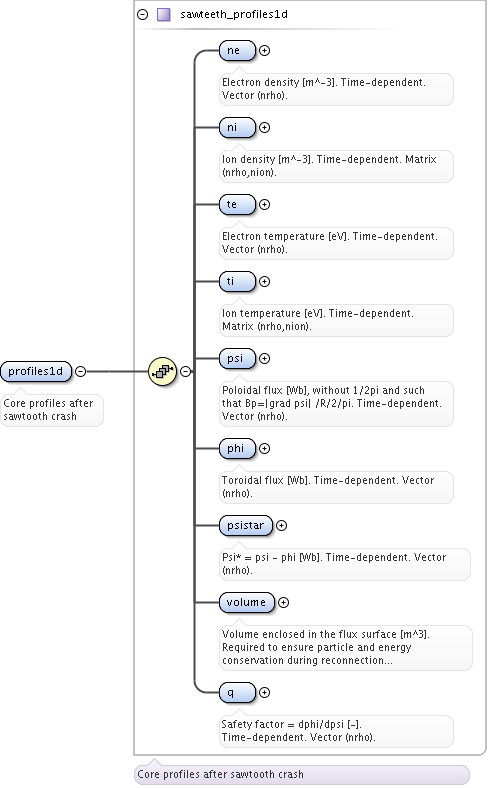 sawteeth_profiles1d
ne
Electron density [m^-3]. Time-dependent.
Vector (nrho).
ni
Ion density [m^-3]. Time-dependent. Matrix
(nrho,nion).
te
Electron temperature [eV]. Time-dependent.
Vector (nrho).
ti
Ion temperature [eV]. Time-dependent.
Matrix (nrho,nion).
profiles1d
Core profiles after
sawtooth crash
psi
Poloidal flux [Wb], without 1/2pi and such
that Bp=|grad psi| /R/2/pi. Time-dependent.
Vector (nrho).
phi
Toroidal flux [Wb]. Time-dependent. Vector
(nrho).
psistar
Psi* = psi - phi [Wb]. Time-dependent. Vector
(nrho).
volume
Volume enclosed in the flux surface [m^3].
Required to ensure particle and energy
conservation during reconnection...
q
Safety factor = dphi/dpsi [-].
Time-dependent. Vector (nrho).
Core profiles after sawtooth crash